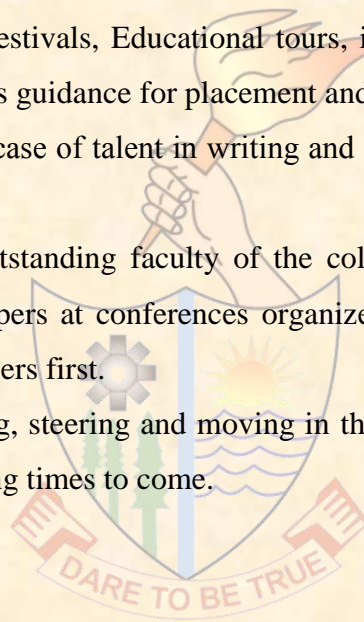 estivals, Educational tours, i
s guidance for placement and
case of talent in writing and
tstanding faculty of the col
pers at conferences organize
ers first.
g, steering and moving in th
ng times to come.
DARE TO BE TRUE